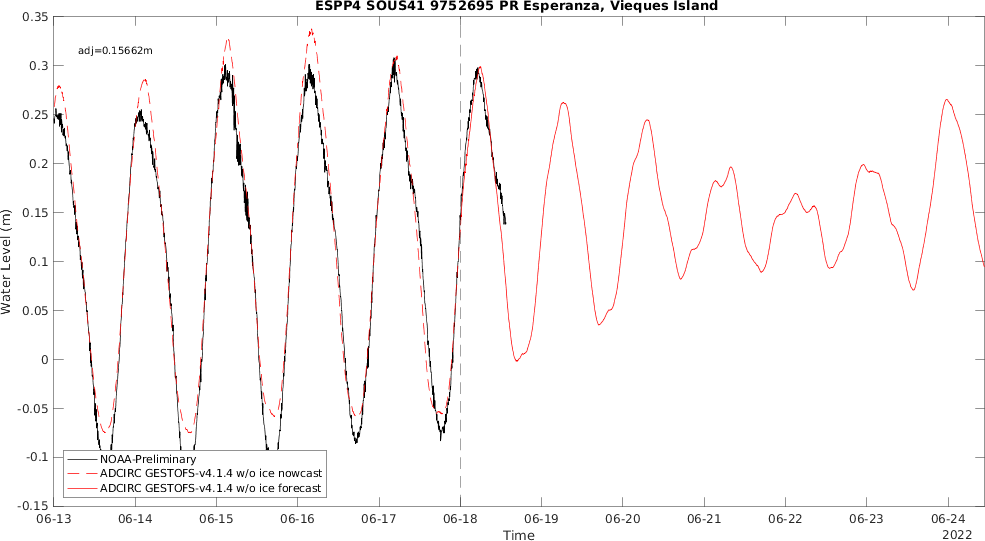 ESPP4 SOUS41 9752695 PR Esperanza, Vieques Island
0.35
adj=0.15662m
0.3
0.25
0.2
0.15
0.1
0.05
0
-0.05
-0.1
-0.15
Water Level (m)
NOAA-Preliminary
ADCIRC GESTOFS-v4.1.4 w/o ice nowcast
ADCIRC GESTOFS-v4.1.4 w/o ice forecast
06-13 06-14 06-15 06-16 06-17 06-18 06-19 06-20 06-21 06-22 06-23 06-24
Time
2022